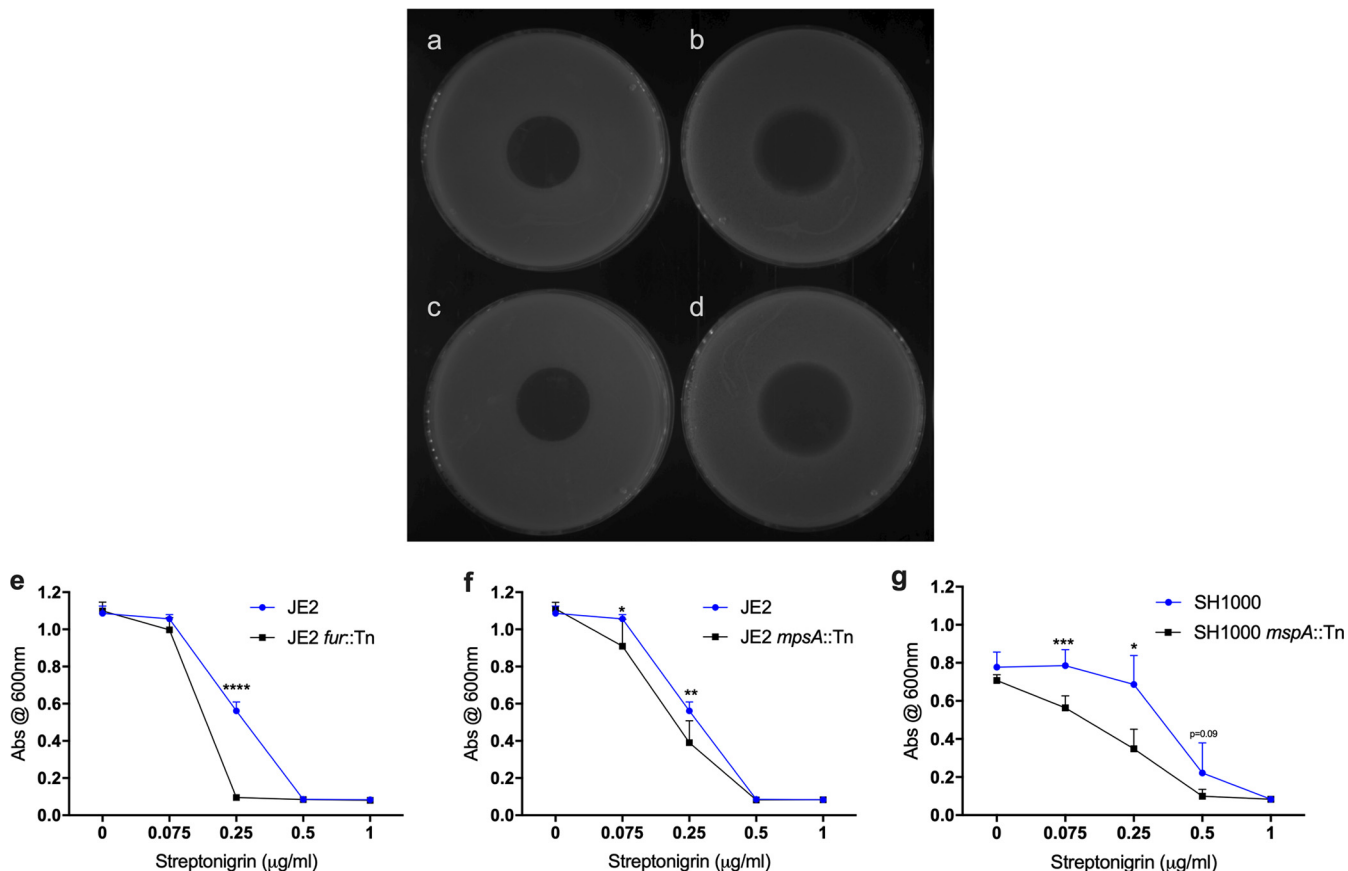 a
b
c
d
e
1.2
1.0
0.8
0.6
0.4
0.2
0.0
Abs @ 600nm
****
JE2
JE2 fur::Tn
0 0.075 0.25 0.5 1
Streptonigrin (μg/ml)
f
1.2
1.0
0.8
0.6
0.4
0.2
0.0
Abs @ 600nm
*
**
JE2
JE2 mpsA::Tn
0 0.075 0.25 0.5 1
Streptonigrin (μg/ml)
g
1.2
1.0
0.8
0.6
0.4
0.2
0.0
Abs @ 600nm
***
*
p=0.09
SH1000
SH1000 mspA::Tn
0 0.075 0.25 0.5 1
Streptonigrin (μg/ml)